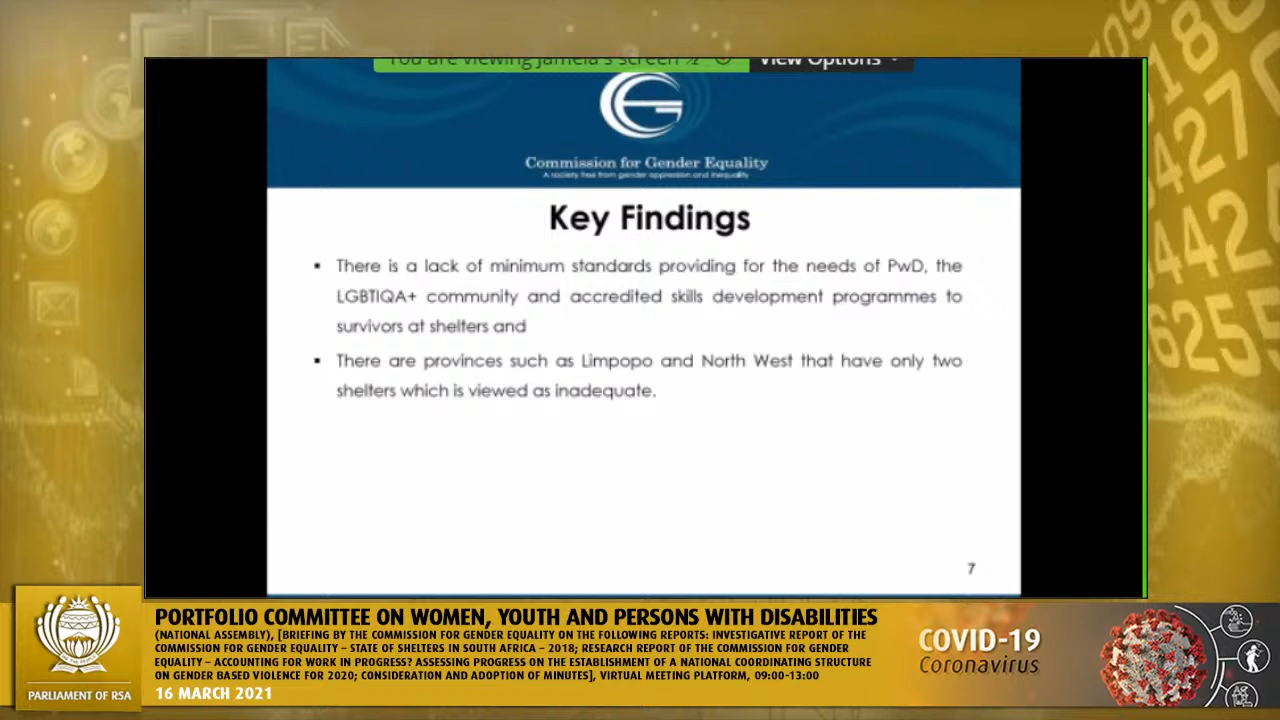 You are viewing Jamela's screen
View Options
Commission for Gender Equality
A society free from gender oppression and inequality
Key Findings
▪ There is a lack of minimum standards providing for the needs of PwD, the
LGBTIQA+ community and accredited skills development programmes to
survivors at shelters and
▪ There are provinces such as Limpopo and North West that have only two
shelters which is viewed as inadequate.
7
PORTFOLIO COMMITTEE ON WOMEN, YOUTH AND PERSONS WITH DISABILITIES
(NATIONAL ASSEMBLY), [BRIEFING BY THE COMMISSION FOR GENDER EQUALITY ON THE FOLLOWING REPORTS: INVESTIGATIVE REPORT OF THE
COMMISSION FOR GENDER EQUALITY – STATE OF SHELTERS IN SOUTH AFRICA – 2018; RESEARCH REPORT OF THE COMMISSION FOR GENDER
EQUALITY – ACCOUNTING FOR WORK IN PROGRESS? ASSESSING PROGRESS ON THE ESTABLISHMENT OF A NATIONAL COORDINATING STRUCTURE
ON GENDER BASED VIOLENCE FOR 2020; CONSIDERATION AND ADOPTION OF MINUTES], VIRTUAL MEETING PLATFORM, 09:00-13:00
16 MARCH 2021
PARLIAMENT OF RSA
COVID-19
Coronavirus